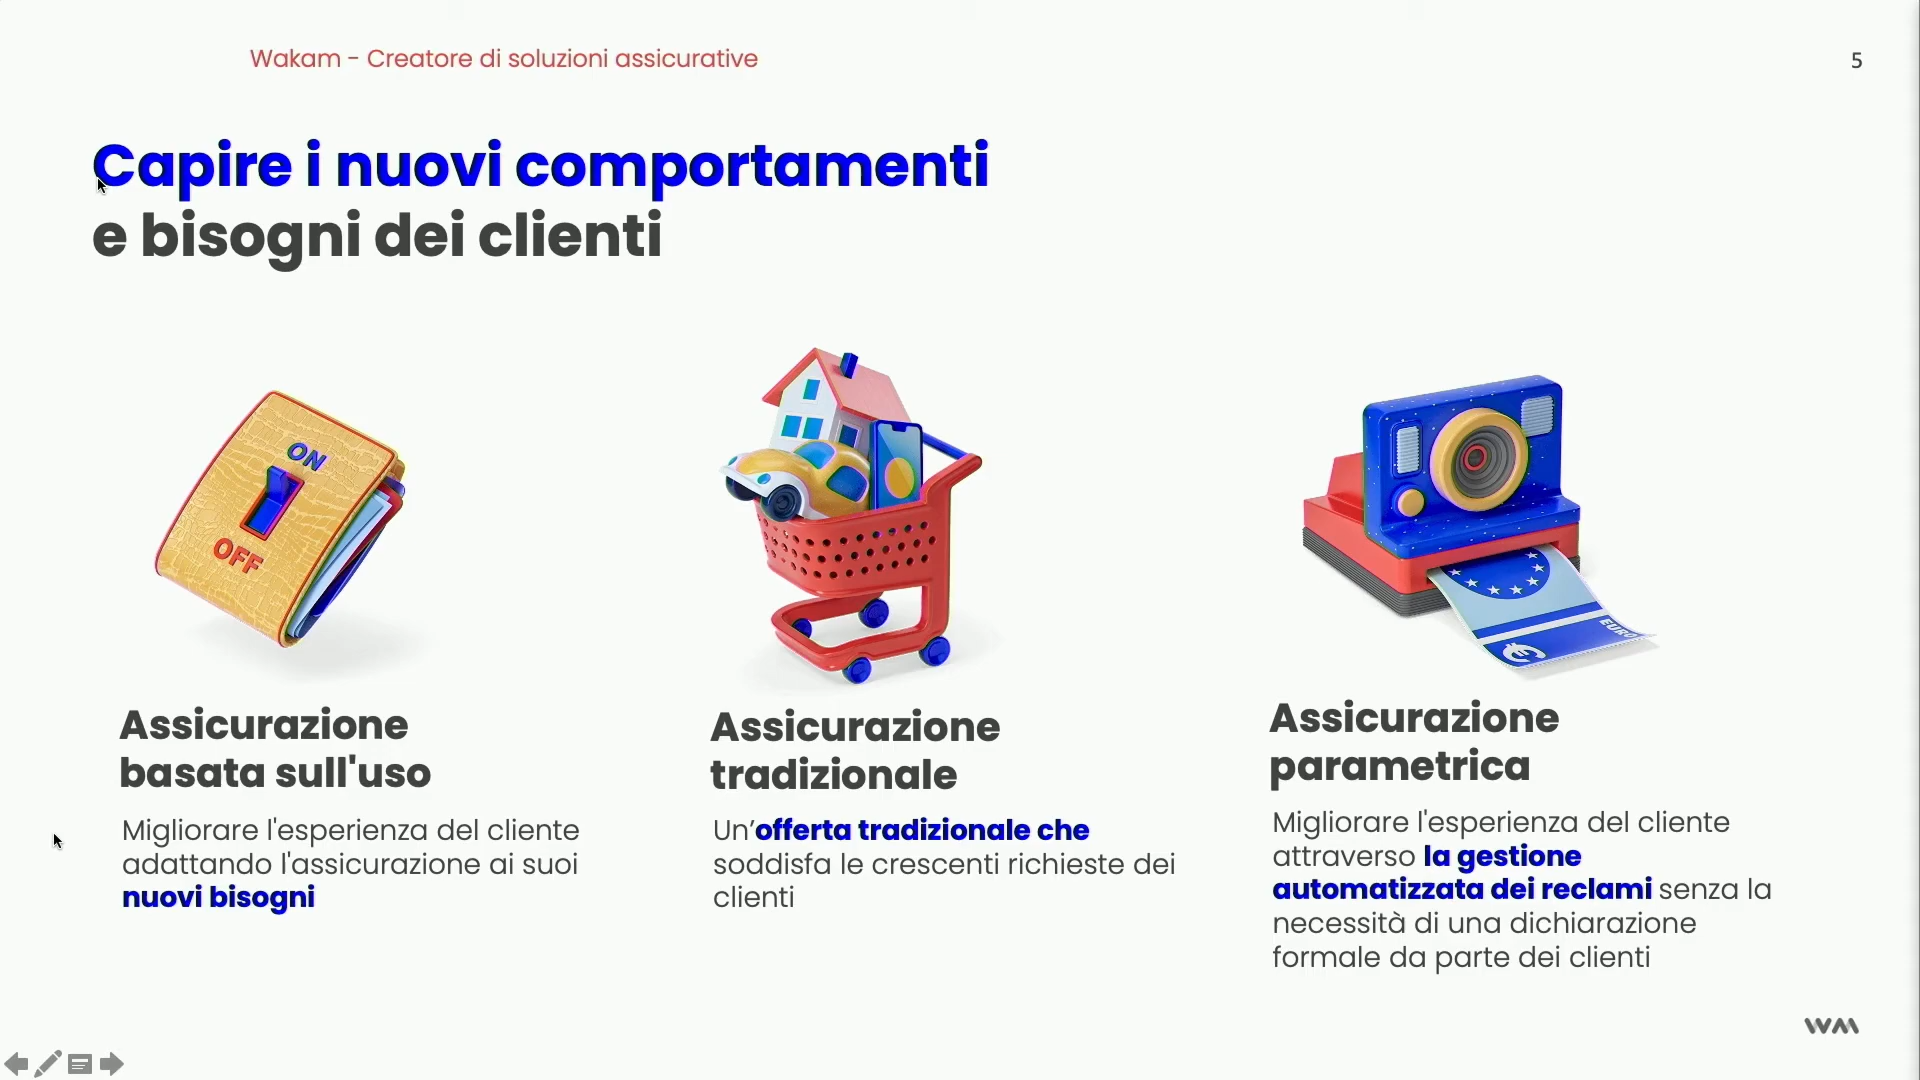 Wakam - Creatore di soluzioni assicurative
5
Capire i nuovi comportamenti
e bisogni dei clienti
ON
OFF
EURO
€
Assicurazione
basata sull'uso
Migliorare l'esperienza del cliente
adattando l'assicurazione ai suoi
nuovi bisogni
Assicurazione
tradizionale
Un’offerta tradizionale che
soddisfa le crescenti richieste dei
clienti
Assicurazione
parametrica
Migliorare l'esperienza del cliente
attraverso la gestione
automatizzata dei reclami senza la
necessità di una dichiarazione
formale da parte dei clienti
WM